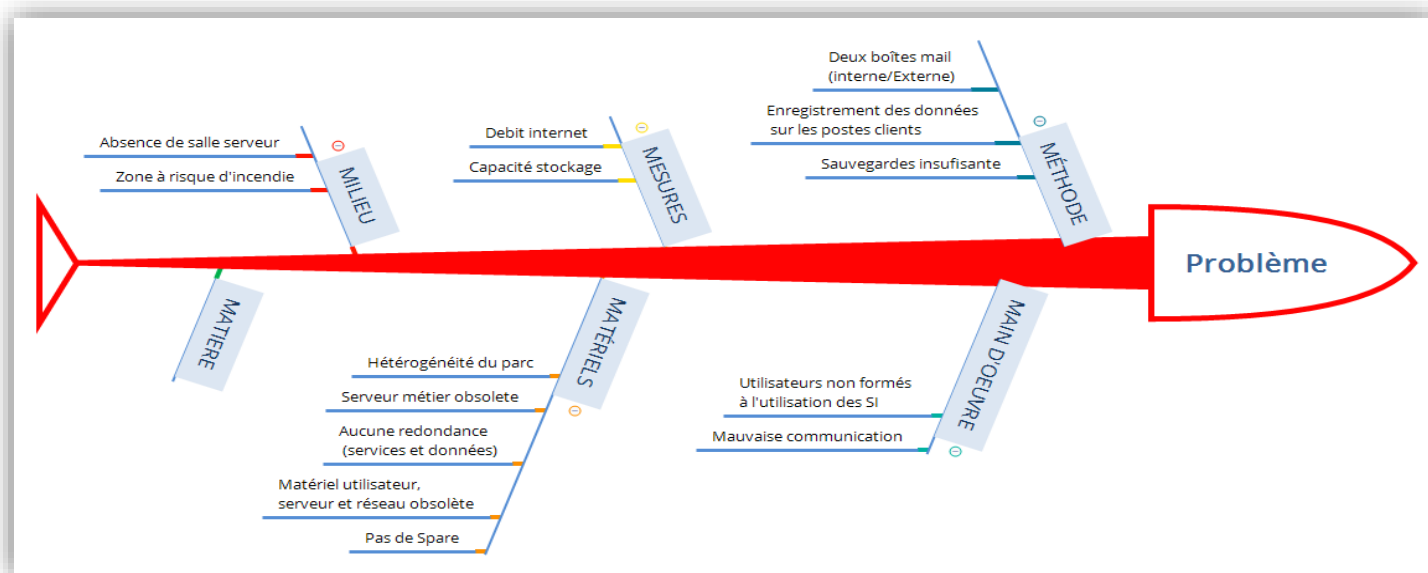 Absence de salle serveur
Zone à risque d'incendie
MILIEU
Debit internet
Capacité stockage
MESURES
Deux boîtes mail
(interne/Externe)
Enregistrement des données
sur les postes clients
Sauvegardes insufisante
MÉTHODE
Problème
MATIERE
Hétérogénéité du parc
Serveur métier obsolete
Aucune redondance
(services et données)
Matériel utilisateur,
serveur et réseau obsolète
Pas de Spare
MATÉRIELS
Utilisateurs non formés
à l'utilisation des SI
Mauvaise communication
MAIN D'OEUVRE